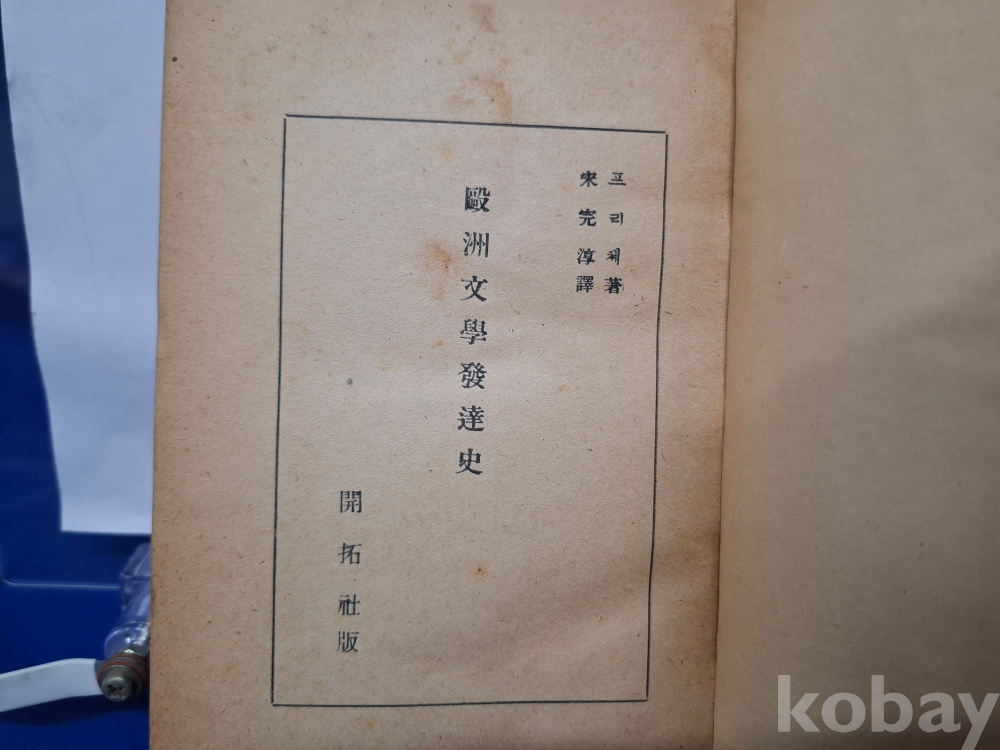 프리체著
宋完淳譯
歐洲文學發達史
開拓社版
kobay